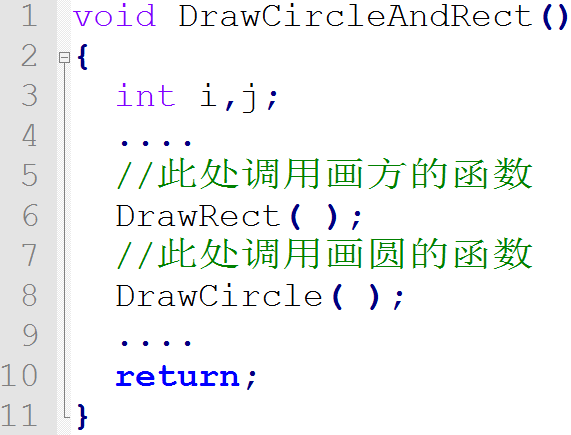 1 void DrawCircleAndRect()
2 {
3 int i,j;
4 ....
5 //此处调用画方的函数
6 DrawRect( );
7 //此处调用画圆的函数
8 DrawCircle( );
9 ....
10 return;
11 }